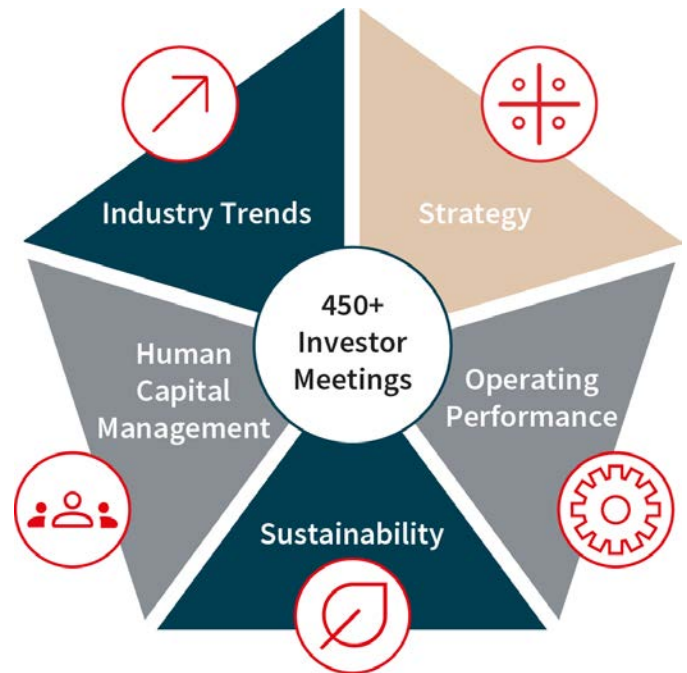 Industry Trends
Strategy
450+
Investor
Meetings
Human
Capital
Management
Operating
Performance
Sustainability